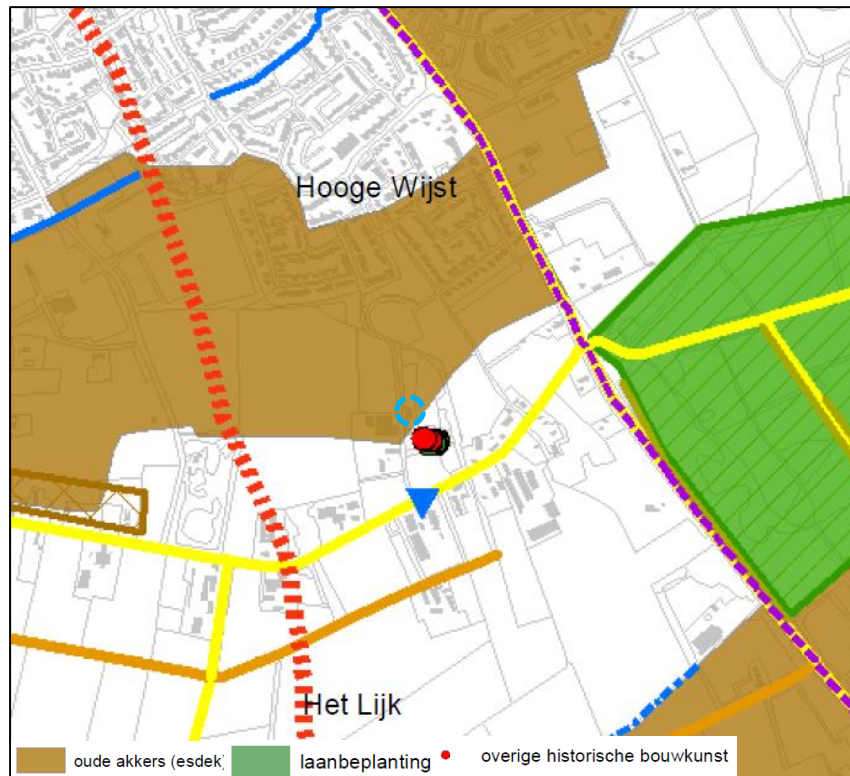 Hooge Wijst
Het Lijk
oude akkers (esdek)
laanbeplanting
overige historische bouwkunst